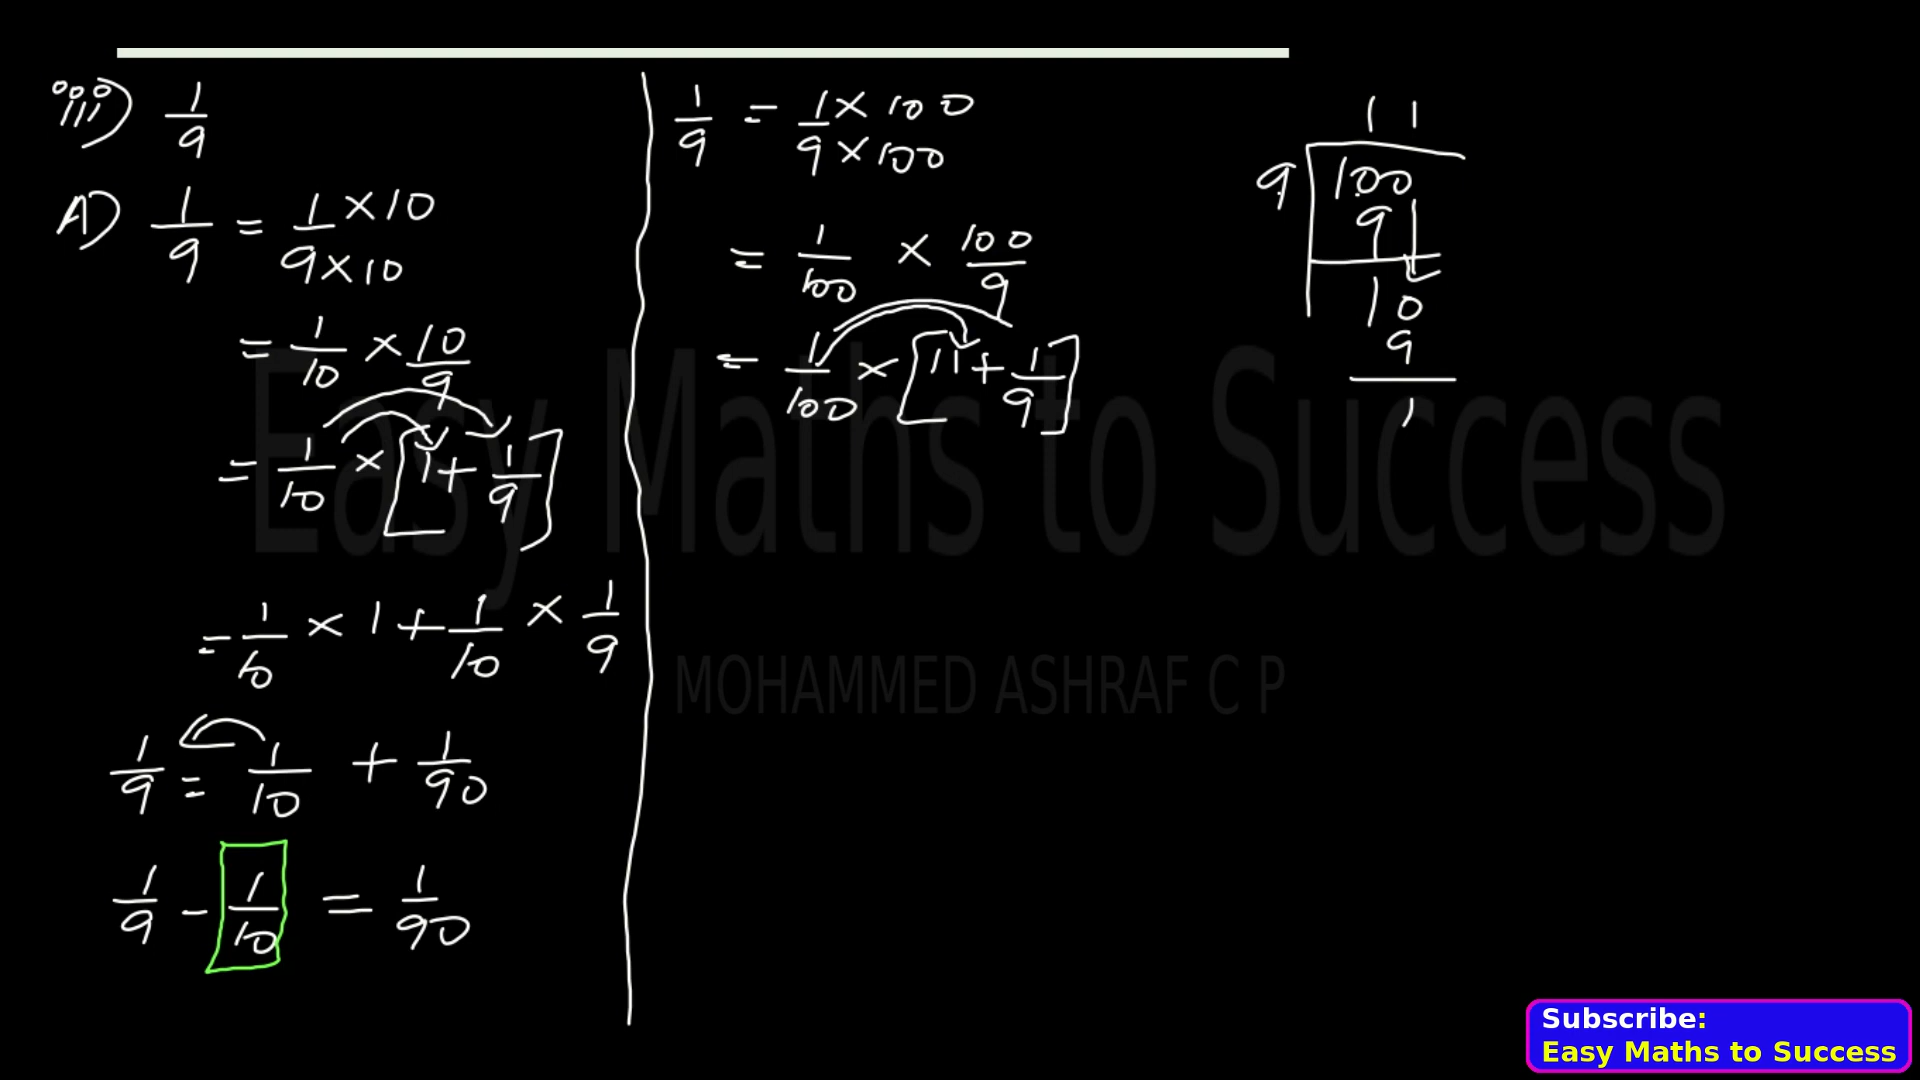 iii) 1/9
A) 1/9 = 1×10/9×10
= 1/10 × 10/9
= 1/10 × [1 + 1/9]
= 1/10 × 1 + 1/10 × 1/9
1/9 = 1/10 + 1/90
1/9 - 1/10 = 1/90
1/9 = 1×100/9×100
= 1/100 × 100/9
= 1/100 × [11 + 1/9]
11
9 100
9
10
9
1
Easy Maths to Success
MOHAMMED ASHRAF C P
Subscribe:
Easy Maths to Success